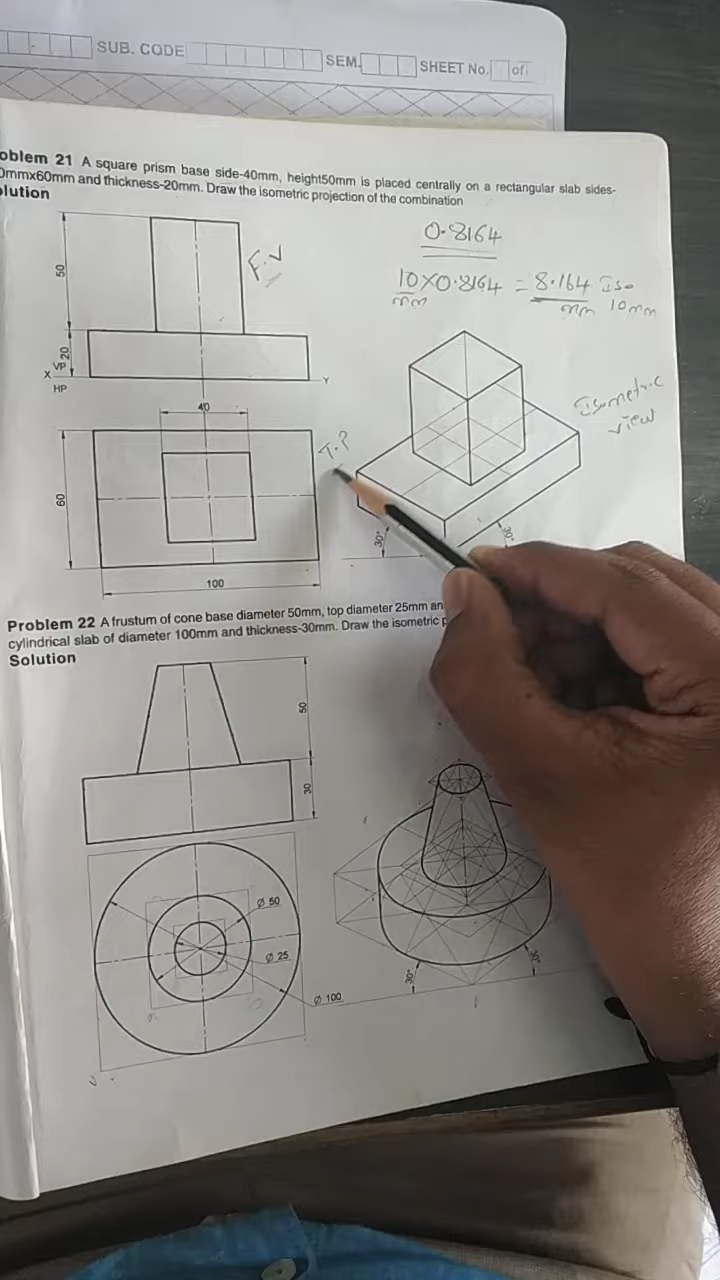 SUB. CODE SEM. SHEET No. of
oblem 21 A square prism base side-40mm, height50mm is placed centrally on a rectangular slab sides-
0mmx60mm and thickness-20mm. Draw the isometric projection of the combination
olution
50
20
VP
X
HP
Y
F.V
0.8164
10X0.8164 = 8.164 Iso
mm mm 10mm
Isometric
view
40
T.P
60
100
30°
30°
Problem 22 A frustum of cone base diameter 50mm, top diameter 25mm an
cylindrical slab of diameter 100mm and thickness-30mm. Draw the isometric p
Solution
50
30
Ø 50
Ø 25
Ø 100
30°
30°